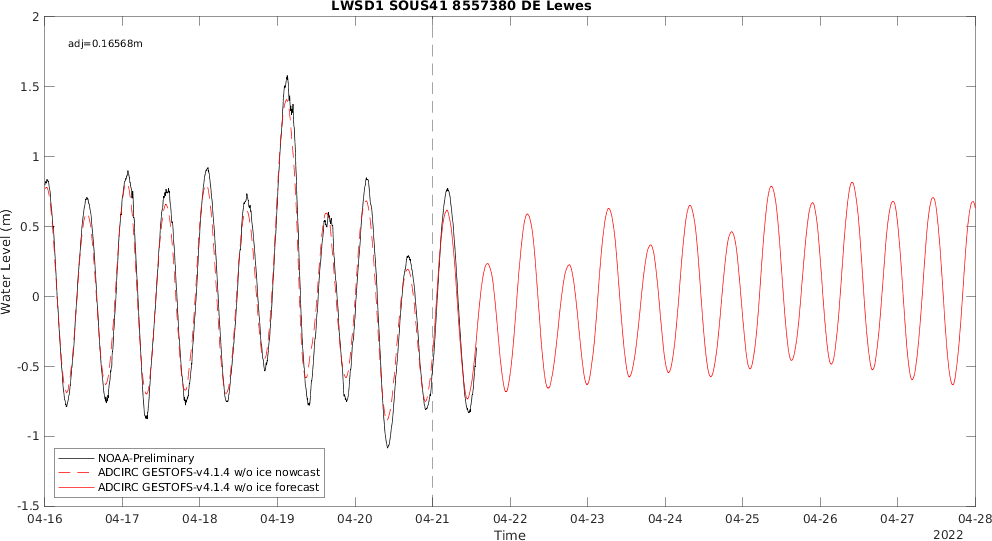 LWSD1 SOUS41 8557380 DE Lewes
adj=0.16568m
2
1.5
1
0.5
0
-0.5
-1
-1.5
Water Level (m)
NOAA-Preliminary
ADCIRC GESTOFS-v4.1.4 w/o ice nowcast
ADCIRC GESTOFS-v4.1.4 w/o ice forecast
04-16 04-17 04-18 04-19 04-20 04-21 04-22 04-23 04-24 04-25 04-26 04-27 04-28
Time
2022